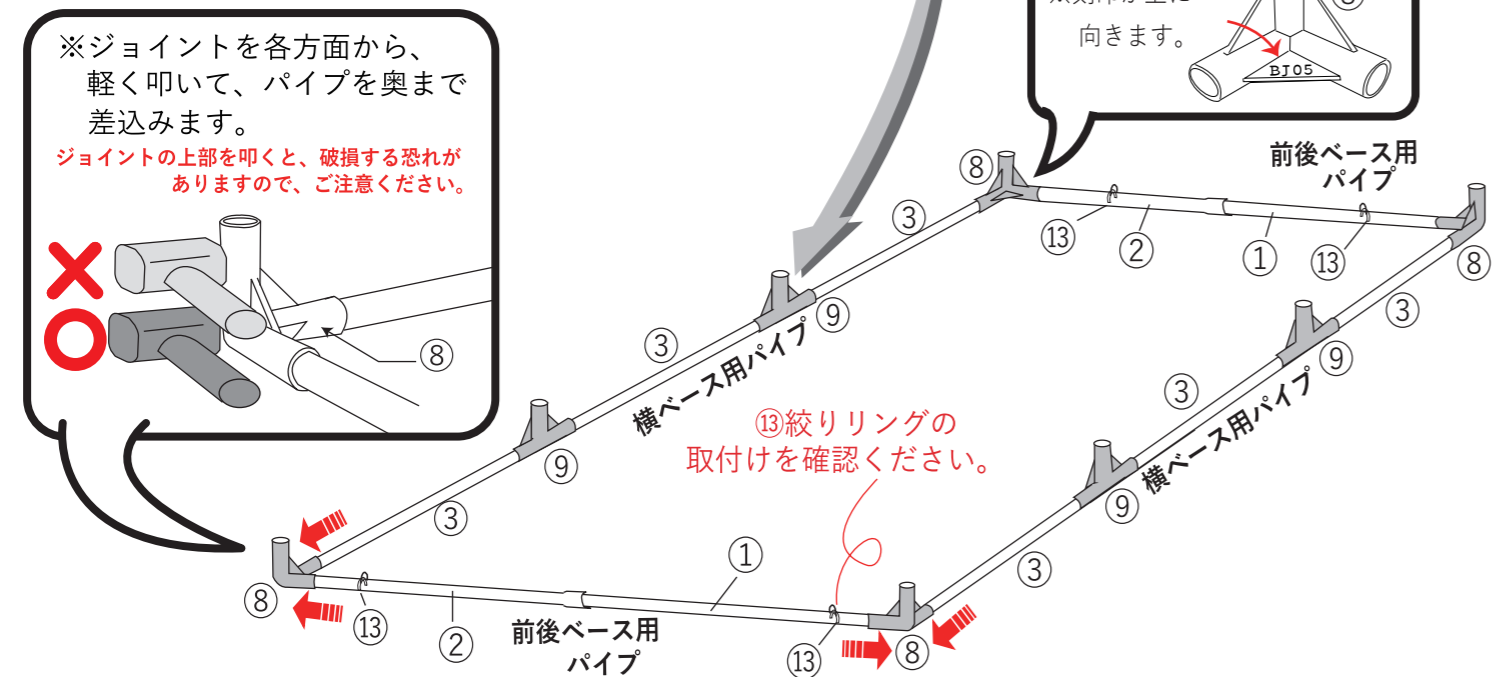 ※ジョイントを各方面から、
軽く叩いて、パイプを奥まで
差込みます。
ジョイントの上部を叩くと、破損する恐れが
ありますので、ご注意ください。
⑧
向きます。
BJ05
前後ベース用
パイプ
⑧
③
⑬
②
①
⑬
⑧
③
⑨
③
⑨
横ベース用パイプ
③
⑨
③
⑨
横ベース用パイプ
③
⑬絞りリングの
取付けを確認ください。
③
⑧
⑬
②
①
前後ベース用
パイプ
⑬
⑧